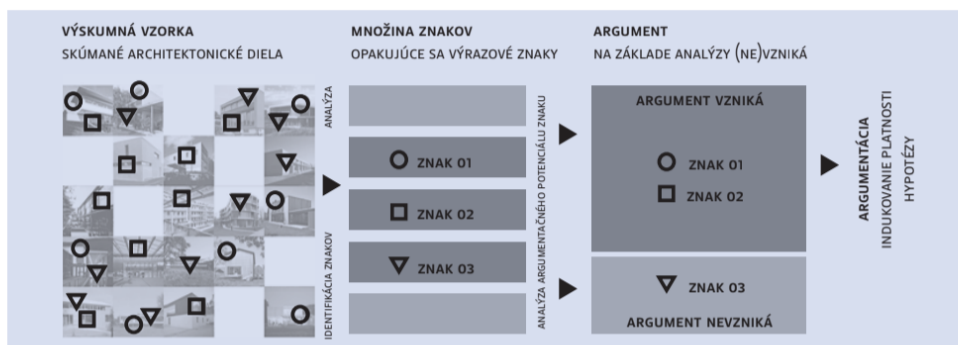 VÝSKUMNÁ VZORKA
SKÚMANÉ ARCHITEKTONICKÉ DIELA
ANALÝZA
IDENTIFIKÁCIA ZNAKOV
MNOŽINA ZNAKOV
OPAKUJÚCE SA VÝRAZOVÉ ZNAKY
ZNAK 01
ZNAK 02
ZNAK 03
ANALÝZA ARGUMENTAČNÉHO POTENCIÁLU ZNAKU
ARGUMENT
NA ZÁKLADE ANALÝZY (NE)VZNIKÁ
ARGUMENT VZNIKÁ
ZNAK 01
ZNAK 02
ZNAK 03
ARGUMENT NEVZNIKÁ
ARGUMENTÁCIA
INDUKOVANIE PLATNOSTI
HYPOTÉZY